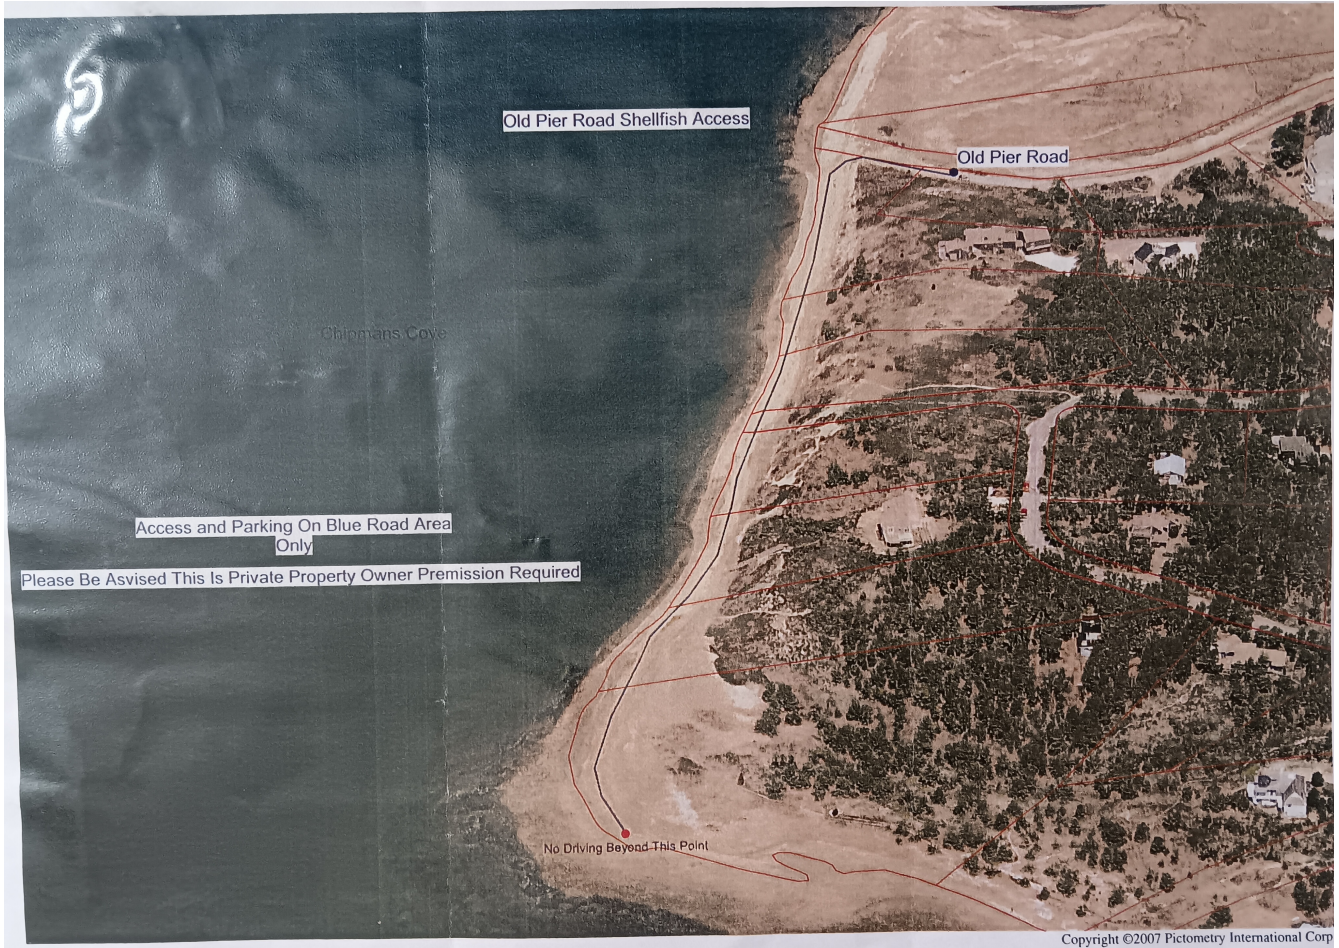 Old Pier Road Shellfish Access
Old Pier Road
Chipmans Cove
Access and Parking On Blue Road Area
Only
Please Be Asvised This Is Private Property Owner Premission Required
No Driving Beyond This Point
Copyright ©2007 Pictometry International Corp